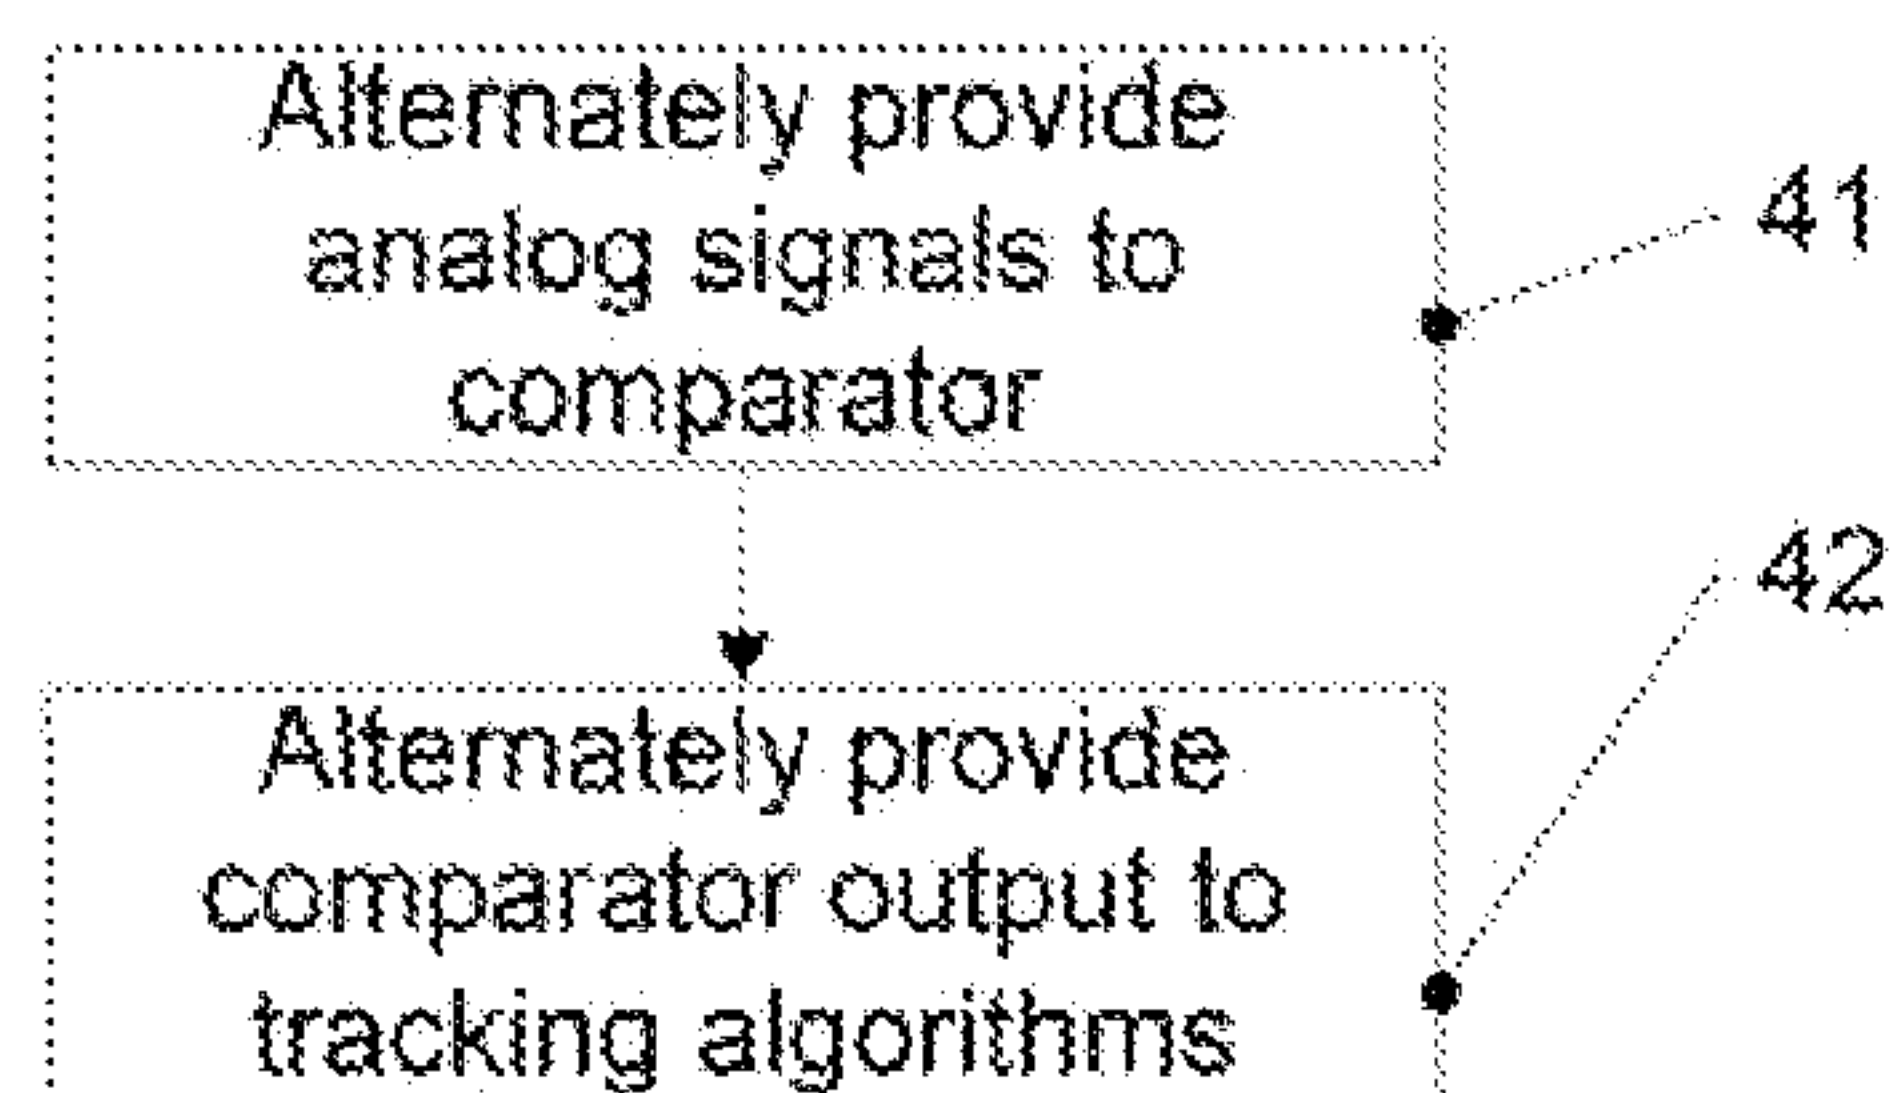 Alternately provide
analog signals to
comparator
41
42
Alternately provide
comparator output to
tracking algorithms